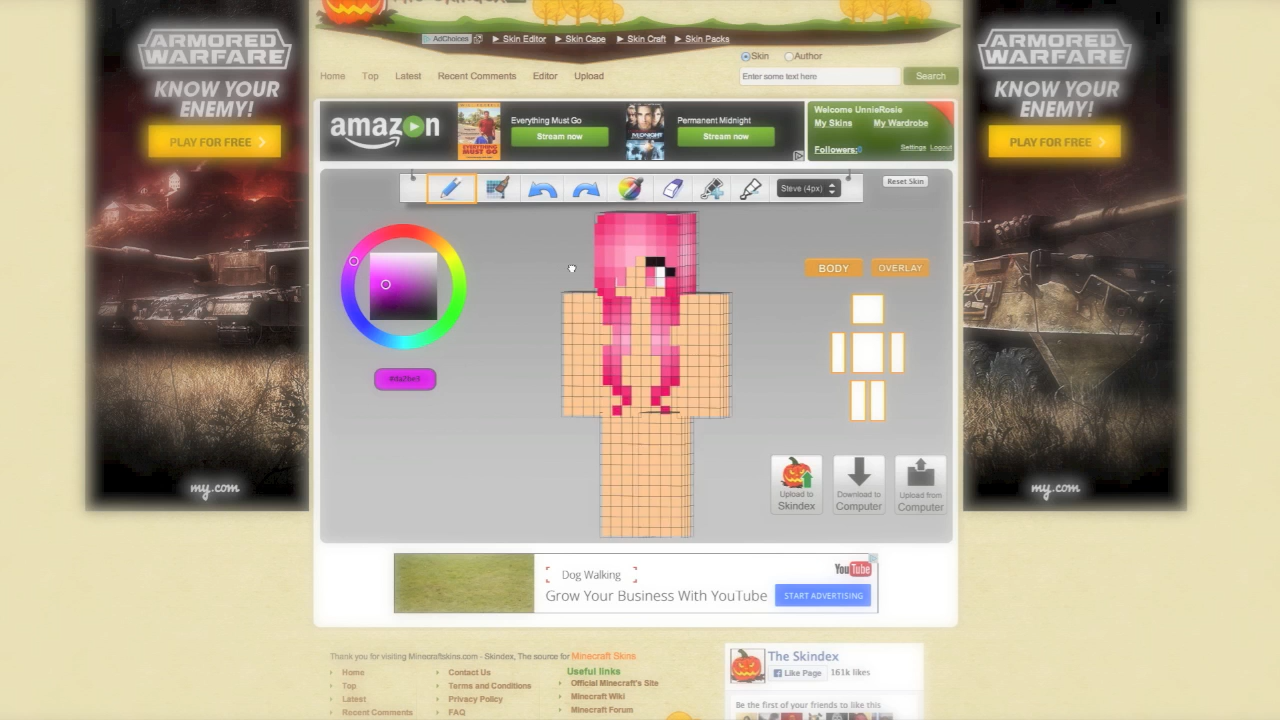 The Skindex
AdChoices
▶ Skin Editor ▶ Skin Cape ▶ Skin Craft ▶ Skin Packs
Skin Author
Home Top Latest Recent Comments Editor Upload
Enter some text here
Search
ARMORED
WARFARE
KNOW YOUR
ENEMY!
PLAY FOR FREE
my.com
amazon
EVERYTHING
MUST GO
Everything Must Go
Stream now
MIDNIGHT
Permanent Midnight
Stream now
Welcome UnnieRosie
My Skins My Wardrobe
Followers:0 Settings Logout
Steve (4px)
Reset Skin
BODY OVERLAY
Upload to
Skindex
Download to
Computer
Upload from
Computer
ARMORED
WARFARE
KNOW YOUR
ENEMY!
PLAY FOR FREE
my.com
Dog Walking
Grow Your Business With YouTube
YouTube
START ADVERTISING
Thank you for visiting Minecraftskins.com - Skindex, The source for Minecraft Skins
Home
Top
Latest
Recent Comments
Contact Us
Terms and Conditions
Privacy Policy
FAQ
Useful links
Official Minecraft's Site
Minecraft Wiki
Minecraft Forum
The Skindex
Like Page 161k likes
Be the first of your friends to like this